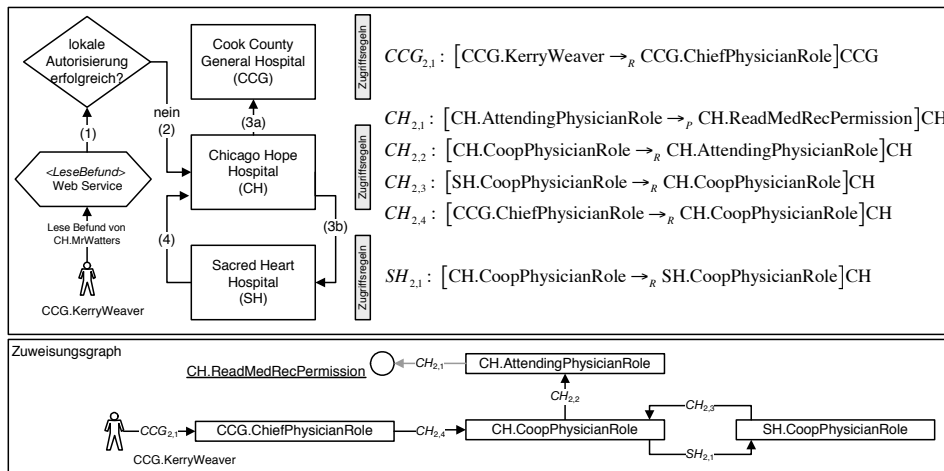 lokale
Autorisierung
erfolgreich?
Cook County
General Hospital
(CCG)
Zugriffsregeln
CCG₂,₁ : [CCG.KerryWeaver →R CCG.ChiefPhysicianRole]CCG
nein
(2)
(1)
(3a)
<LeseBefund>
Web Service
Chicago Hope
Hospital
(CH)
Zugriffsregeln
CH₂,₁ : [CH.AttendingPhysicianRole →P CH.ReadMedRecPermission]CH
CH₂,₂ : [CH.CoopPhysicianRole →R CH.AttendingPhysicianRole]CH
CH₂,₃ : [SH.CoopPhysicianRole →R CH.CoopPhysicianRole]CH
CH₂,₄ : [CCG.ChiefPhysicianRole →R CH.CoopPhysicianRole]CH
Lese Befund von
CH.MrWatters
(4)
(3b)
Sacred Heart
Hospital
(SH)
Zugriffsregeln
SH₂,₁ : [CH.CoopPhysicianRole →R SH.CoopPhysicianRole]CH
CCG.KerryWeaver
Zuweisungsgraph
CH.ReadMedRecPermission
CH₂,₁
CH.AttendingPhysicianRole
CH₂,₂
CH₂,₃
CCG₂,₁
CCG.ChiefPhysicianRole
CH₂,₄
CH.CoopPhysicianRole
SH.CoopPhysicianRole
SH₂,₁
CCG.KerryWeaver